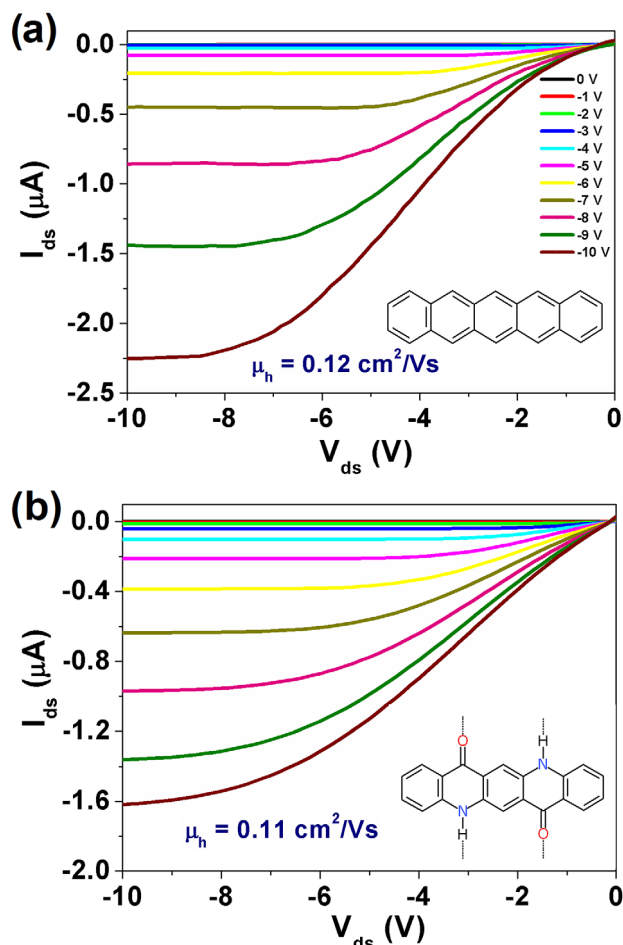 (a)
0.0
-0.5
-1.0
-1.5
-2.0
-2.5
I_ds (μA)
0 V
-1 V
-2 V
-3 V
-4 V
-5 V
-6 V
-7 V
-8 V
-9 V
-10 V
μ_h = 0.12 cm²/Vs
-10 -8 -6 -4 -2 0
V_ds (V)
(b)
0.0
-0.4
-0.8
-1.2
-1.6
-2.0
I_ds (μA)
O H
N
N
H O
μ_h = 0.11 cm²/Vs
-10 -8 -6 -4 -2 0
V_ds (V)